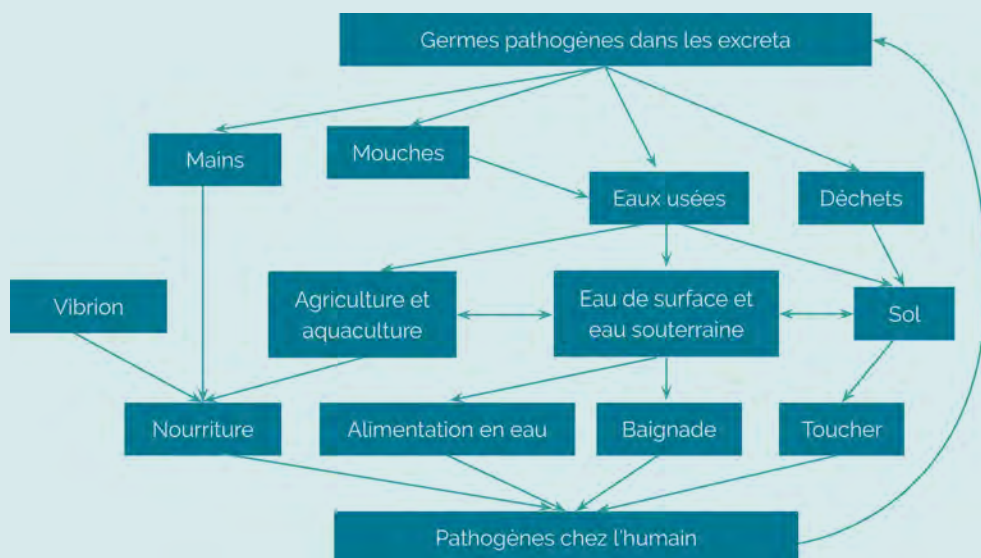 Germes pathogènes dans les excreta
Mains
Mouches
Eaux usées
Déchets
Vibrion
Agriculture et
aquaculture
Eau de surface et
eau souterraine
Sol
Nourriture
Alimentation en eau
Baignade
Toucher
Pathogènes chez l'humain